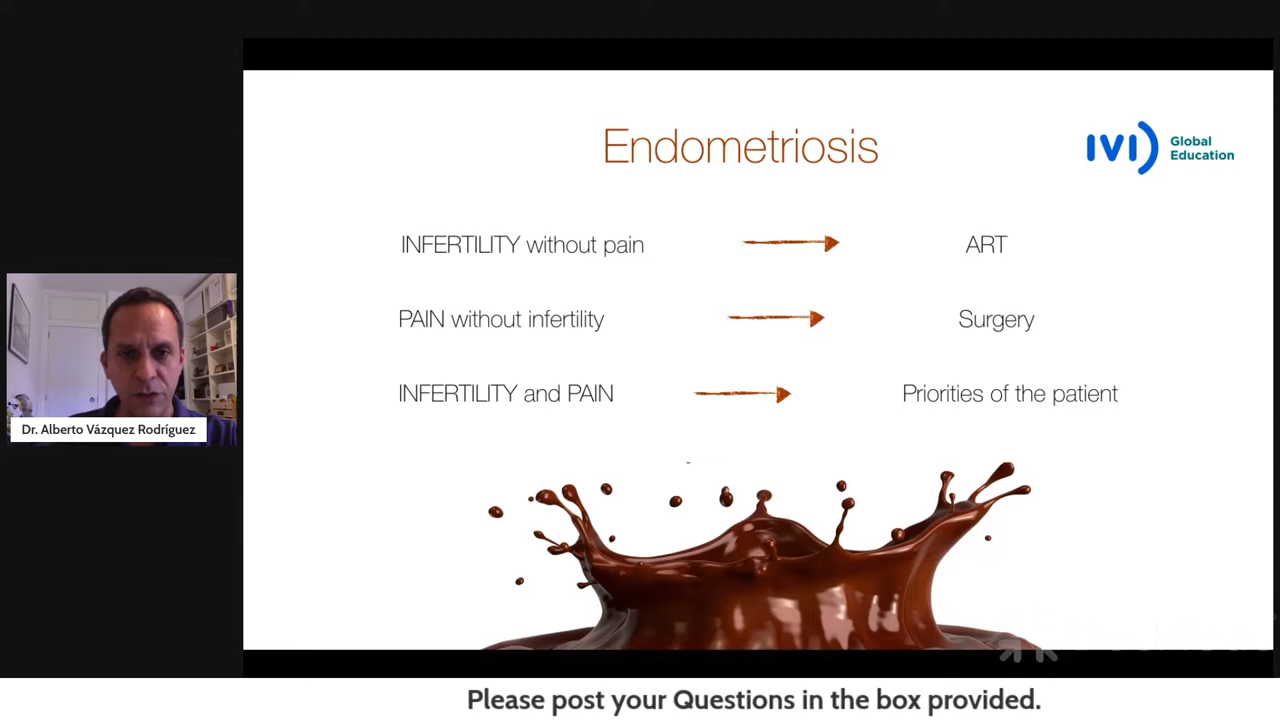 Endometriosis
IVI Global
Education
INFERTILITY without pain
ART
PAIN without infertility
Surgery
INFERTILITY and PAIN
Priorities of the patient
Dr. Alberto Vázquez Rodríguez
Please post your Questions in the box provided.